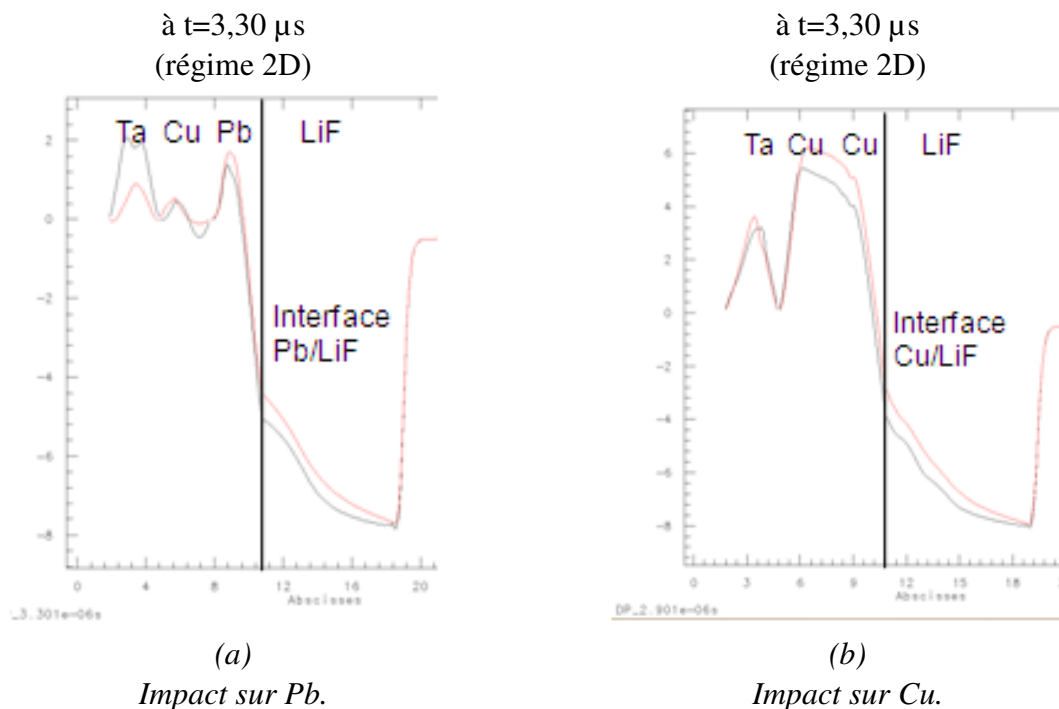 à t=3,30 µs
(régime 2D)
à t=3,30 µs
(régime 2D)
2
0
-2
-4
-6
-8
Ta Cu Pb LiF
Interface
Pb/LiF
0 4 8 12 16 20
Abscisses
_3.301e-06s
6
4
2
0
-2
-4
-6
-8
Ta Cu Cu LiF
Interface
Cu/LiF
0 3 6 9 12 15 18
Abscisses
DP_2.901e-06s
(a)
Impact sur Pb.
(b)
Impact sur Cu.